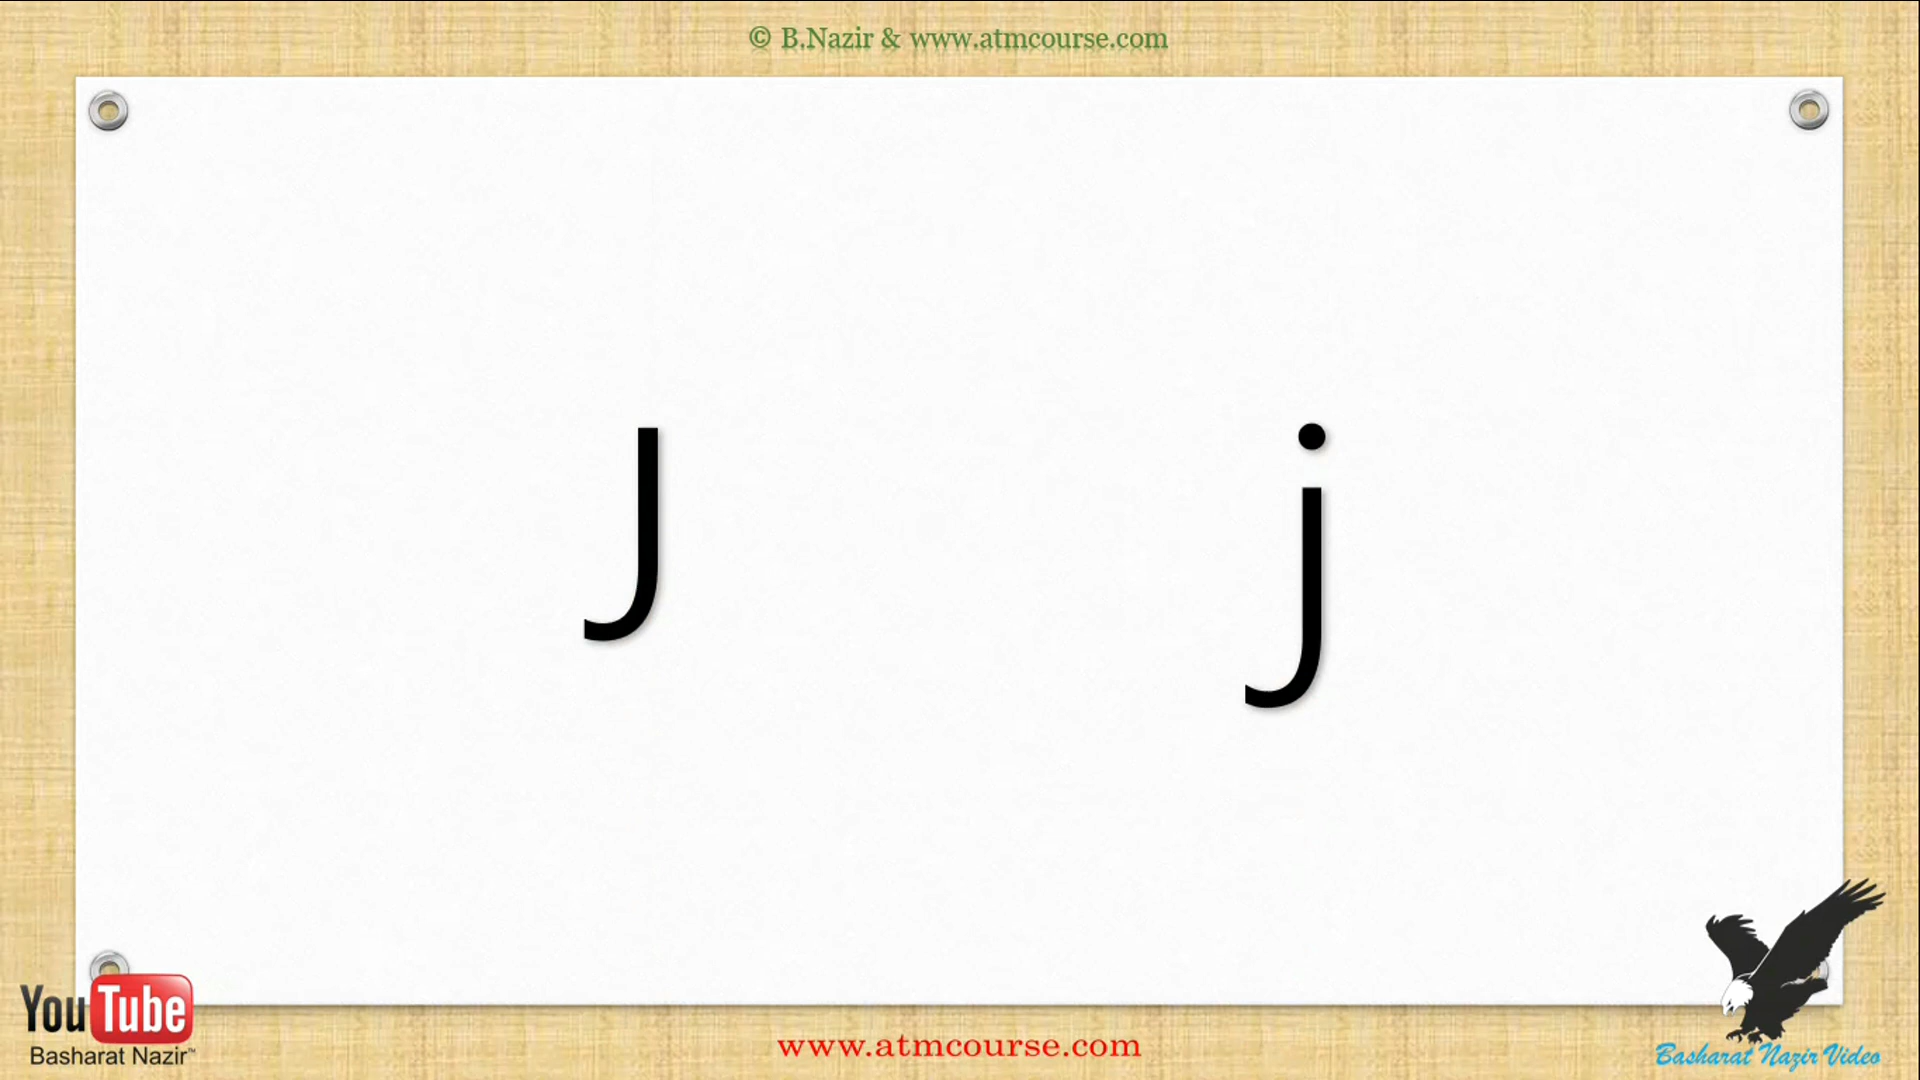 © B.Nazir & www.atmcourse.com
J j
YouTube
Basharat Nazir™
www.atmcourse.com
Basharat Nazir Video